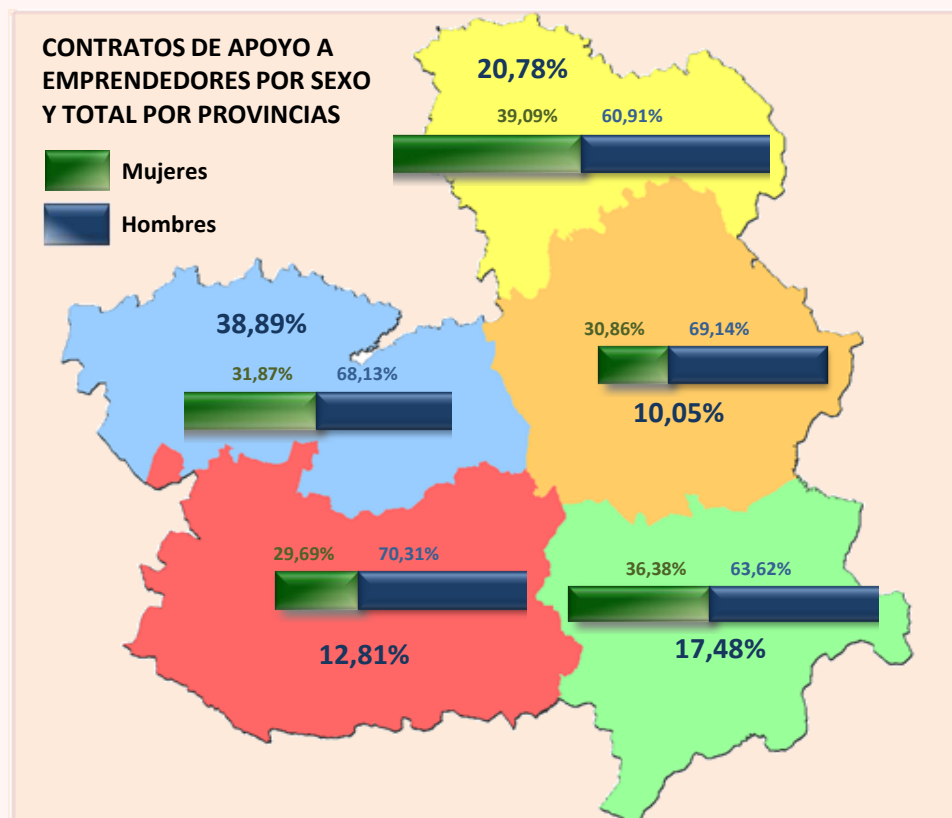 CONTRATOS DE APOYO A
EMPRENDEDORES POR SEXO
Y TOTAL POR PROVINCIAS
Mujeres
Hombres
20,78%
39,09% 60,91%
38,89%
31,87% 68,13%
30,86% 69,14%
10,05%
29,69% 70,31%
12,81%
36,38% 63,62%
17,48%